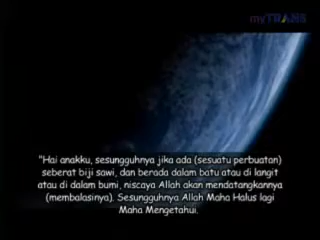 myTRANS
"Hai anakku, sesungguhnya jika ada (sesuatu perbuatan)
seberat biji sawi, dan berada dalam batu atau di langit
atau di dalam bumi, niscaya Allah akan mendatangkannya
(membalasinya). Sesungguhnya Allah Maha Halus lagi
Maha Mengetahui.